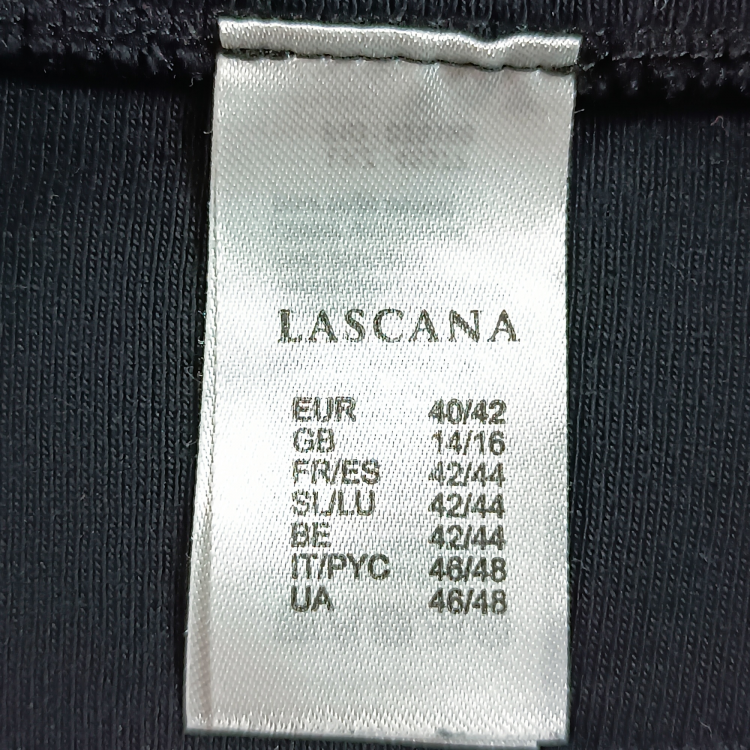 LASCANA
EUR 40/42
GB 14/16
FR/ES 42/44
SL/LU 42/44
BE 42/44
IT/PYC 46/48
UA 46/48